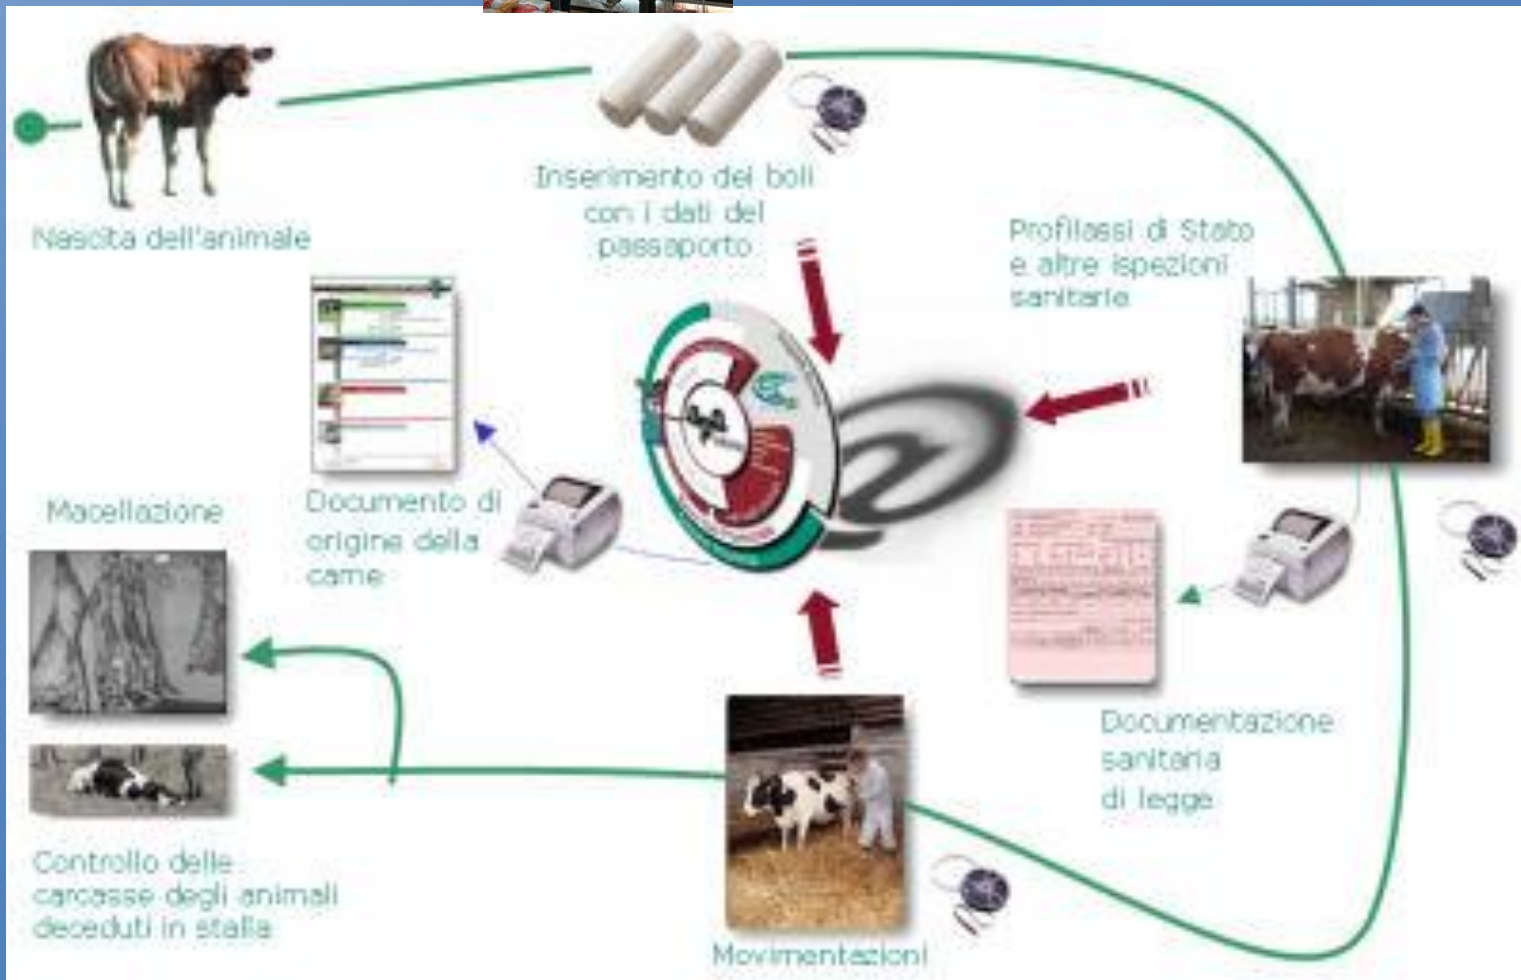 Nascita dell'animale
Inserimento dei boli
con i dati del
passaporto
Profilassi di Stato
e altre ispezioni
sanitarie
Documento di
origine della
carne
Macellazione
Documentazione
sanitaria
di legge
Controllo delle
carcasse degli animali
deceduti in stalla
Movimentazioni